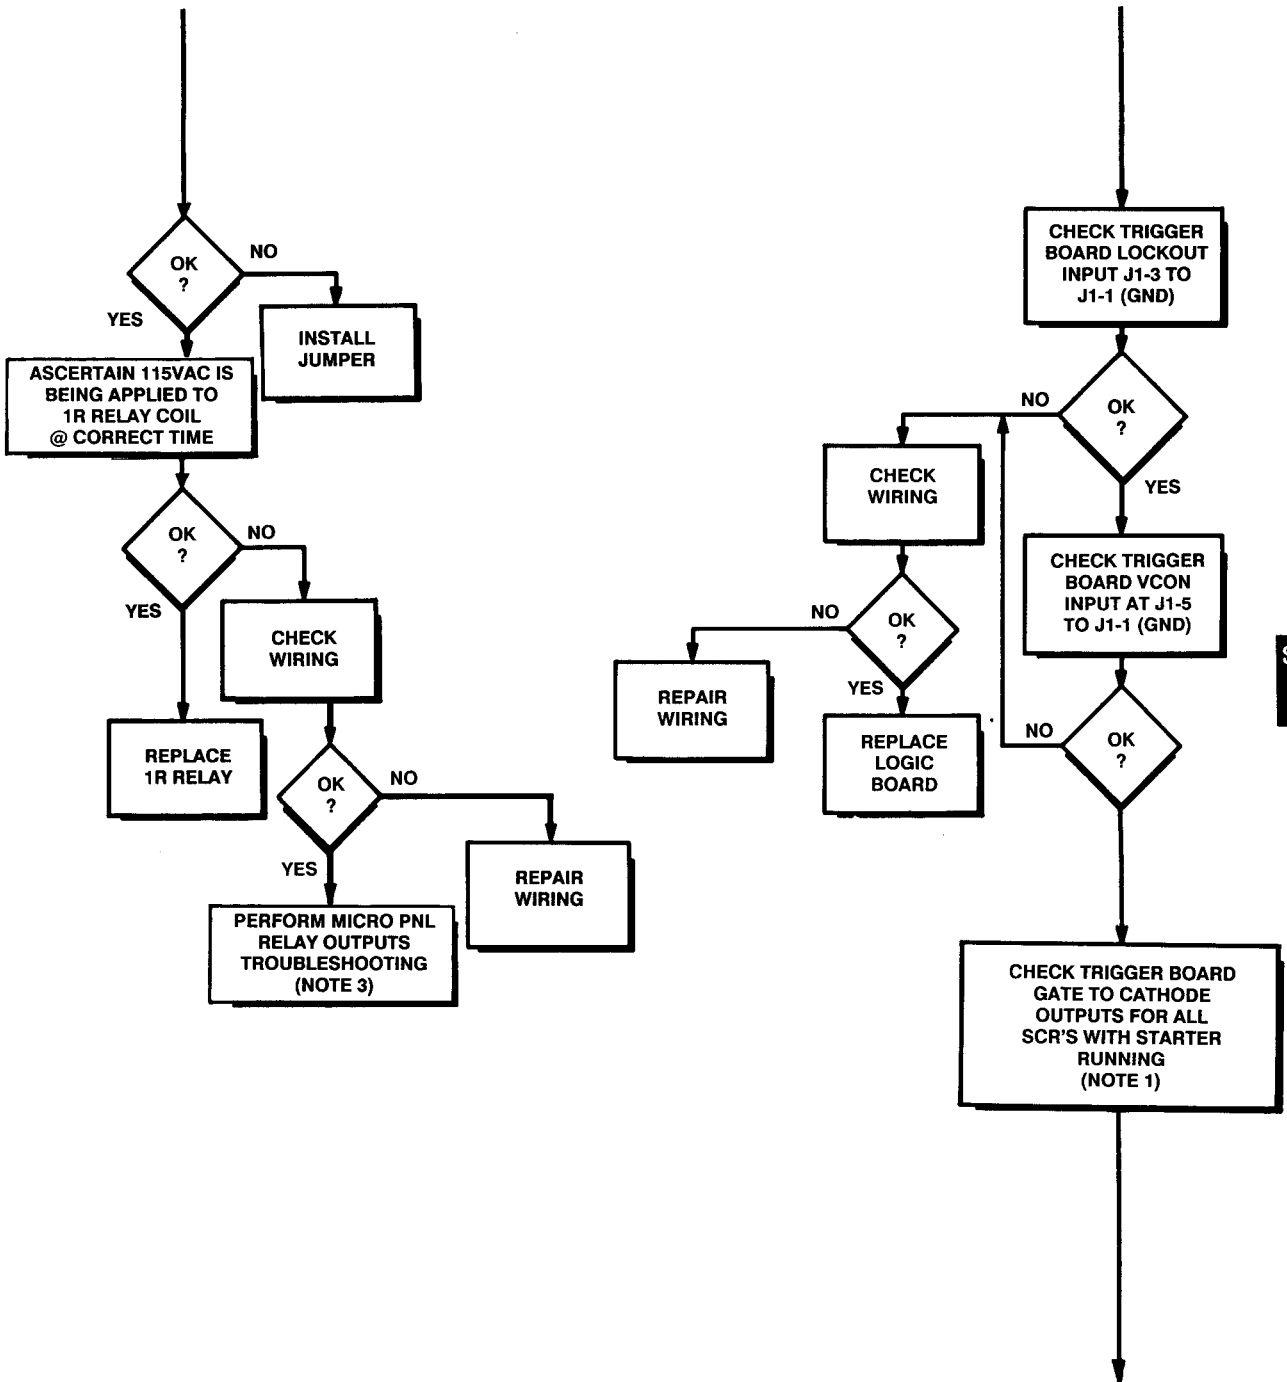 OK
?
NO
YES
INSTALL
JUMPER
ASCERTAIN 115VAC IS
BEING APPLIED TO
1R RELAY COIL
@ CORRECT TIME
OK
?
NO
YES
CHECK
WIRING
REPLACE
1R RELAY
OK
?
NO
YES
REPAIR
WIRING
PERFORM MICRO PNL
RELAY OUTPUTS
TROUBLESHOOTING
(NOTE 3)
CHECK TRIGGER
BOARD LOCKOUT
INPUT J1-3 TO
J1-1 (GND)
NO
OK
?
YES
CHECK
WIRING
CHECK TRIGGER
BOARD VCON
INPUT AT J1-5
TO J1-1 (GND)
NO
OK
?
YES
REPAIR
WIRING
REPLACE
LOGIC
BOARD
NO
OK
?
CHECK TRIGGER BOARD
GATE TO CATHODE
OUTPUTS FOR ALL
SCR'S WITH STARTER
RUNNING
(NOTE 1)